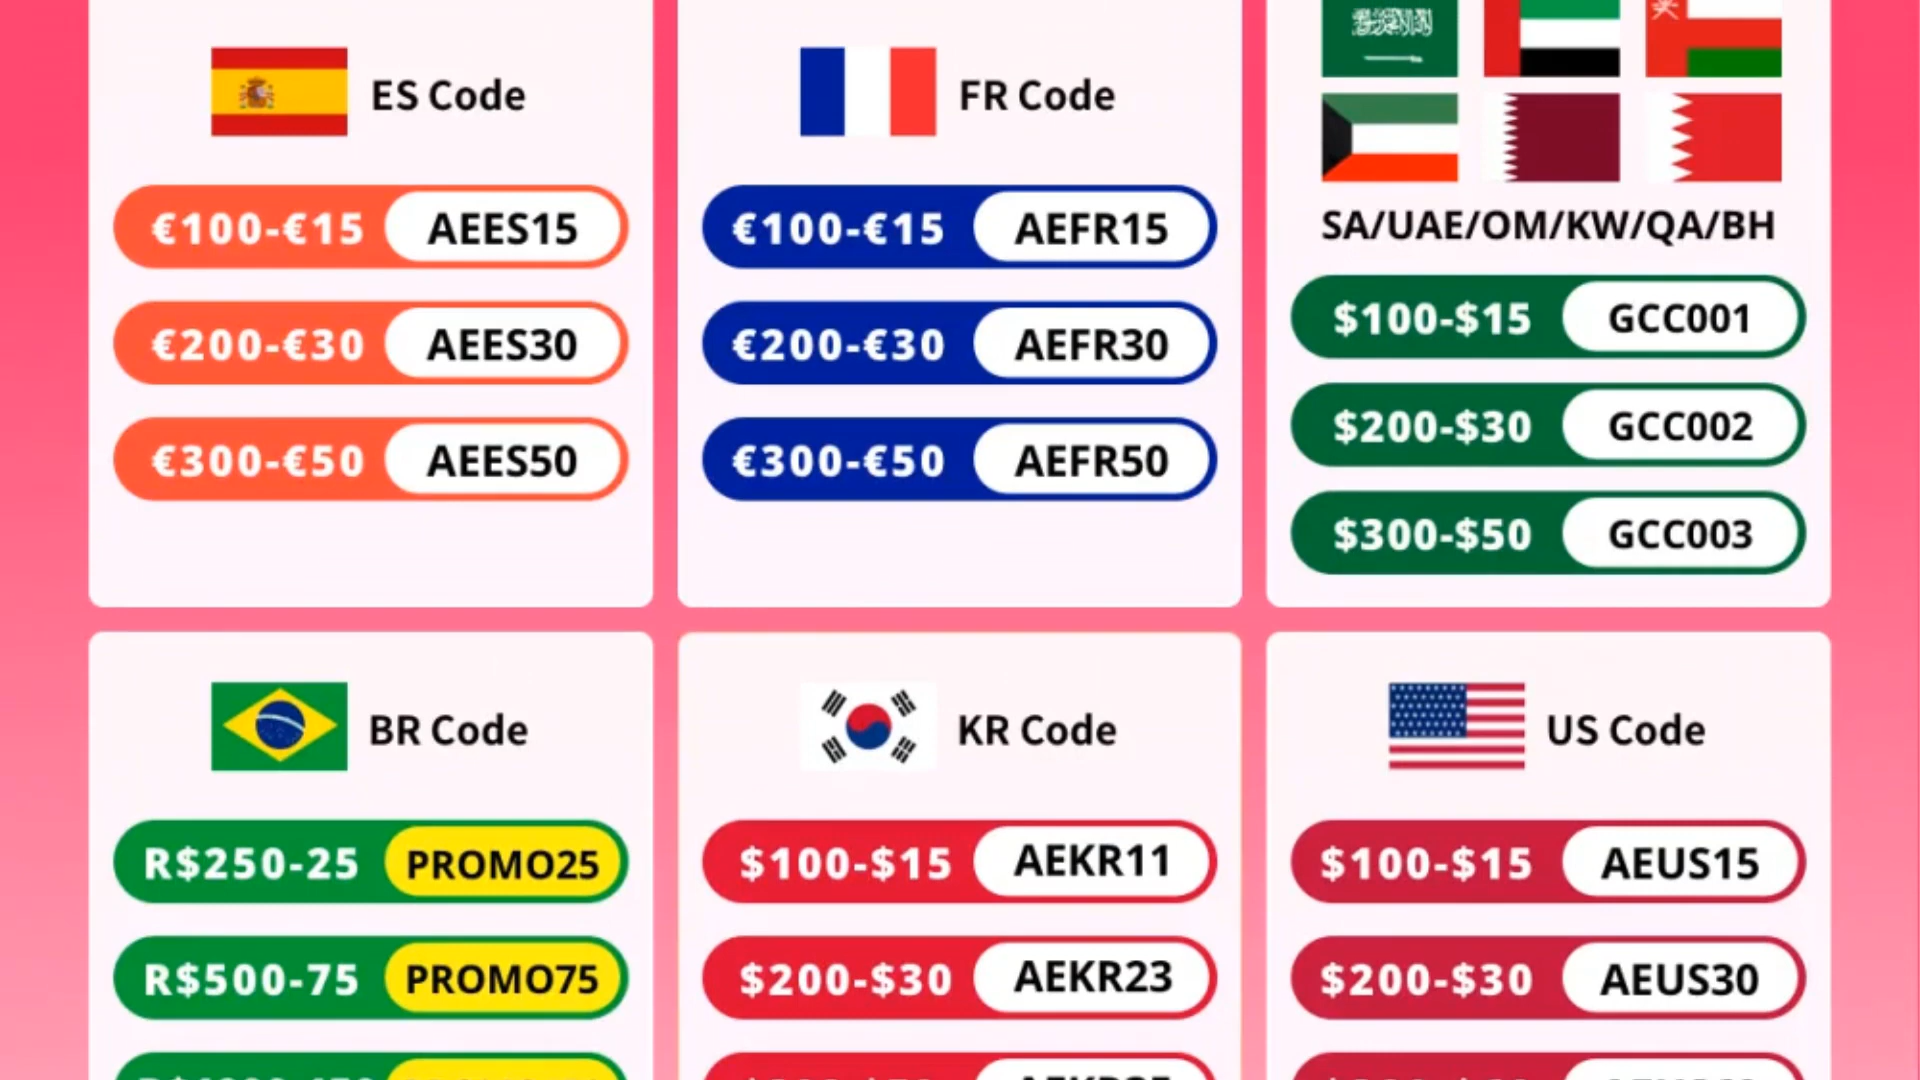 ES Code
€100-€15 AEES15
€200-€30 AEES30
€300-€50 AEES50
FR Code
€100-€15 AEFR15
€200-€30 AEFR30
€300-€50 AEFR50
SA/UAE/OM/KW/QA/BH
$100-$15 GCC001
$200-$30 GCC002
$300-$50 GCC003
BR Code
R$250-25 PROMO25
R$500-75 PROMO75
KR Code
$100-$15 AEKR11
$200-$30 AEKR23
US Code
$100-$15 AEUS15
$200-$30 AEUS30